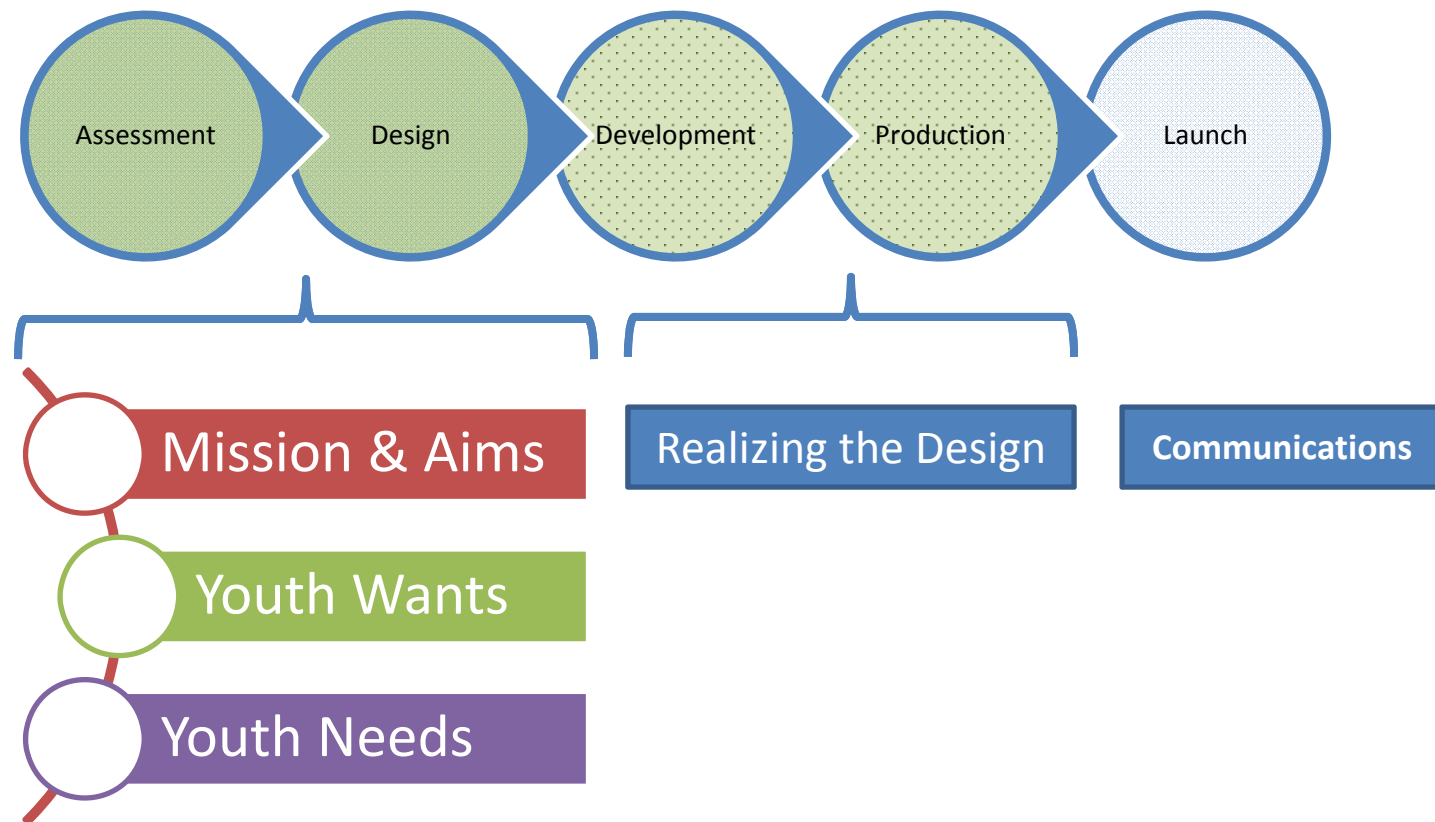 Assessment
Design
Development
Production
Launch
Mission & Aims
Youth Wants
Youth Needs
Realizing the Design
Communications